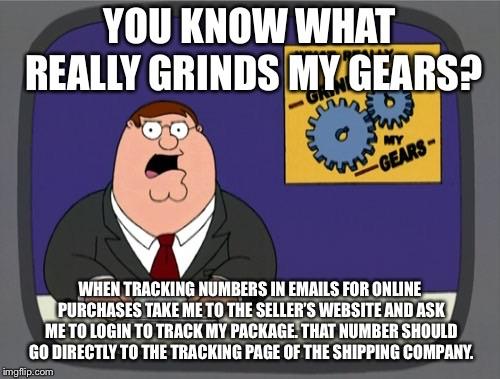 YOU KNOW WHAT
REALLY GRINDS MY GEARS?
GRIN
MY
GEARS
WHEN TRACKING NUMBERS IN EMAILS FOR ONLINE
PURCHASES TAKE ME TO THE SELLER'S WEBSITE AND ASK
ME TO LOGIN TO TRACK MY PACKAGE. THAT NUMBER SHOULD
GO DIRECTLY TO THE TRACKING PAGE OF THE SHIPPING COMPANY.
imgflip.com